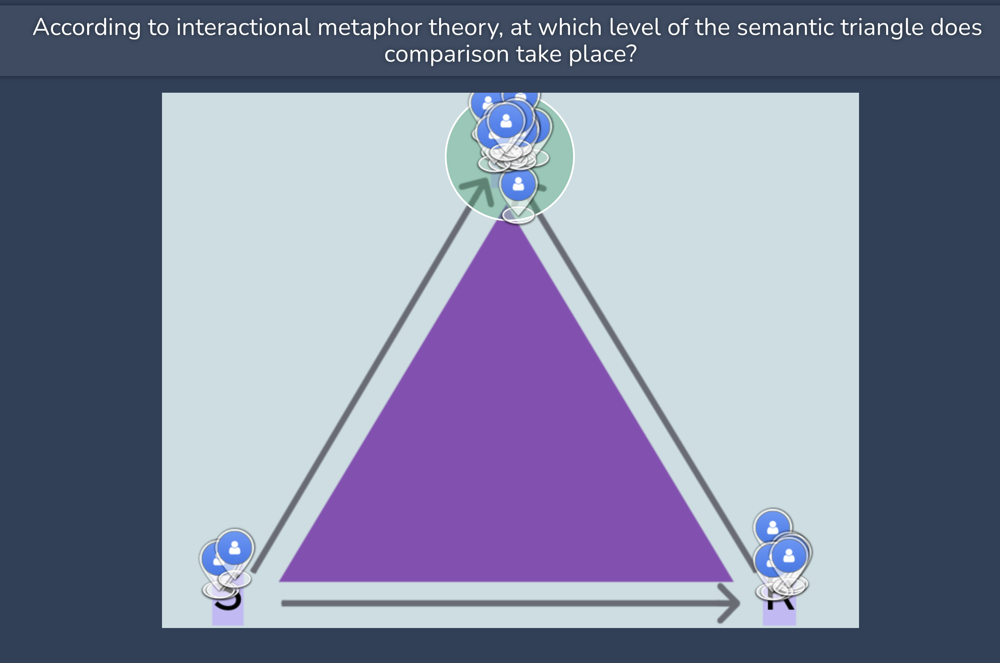 According to interactional metaphor theory, at which level of the semantic triangle does
comparison take place?
S
R